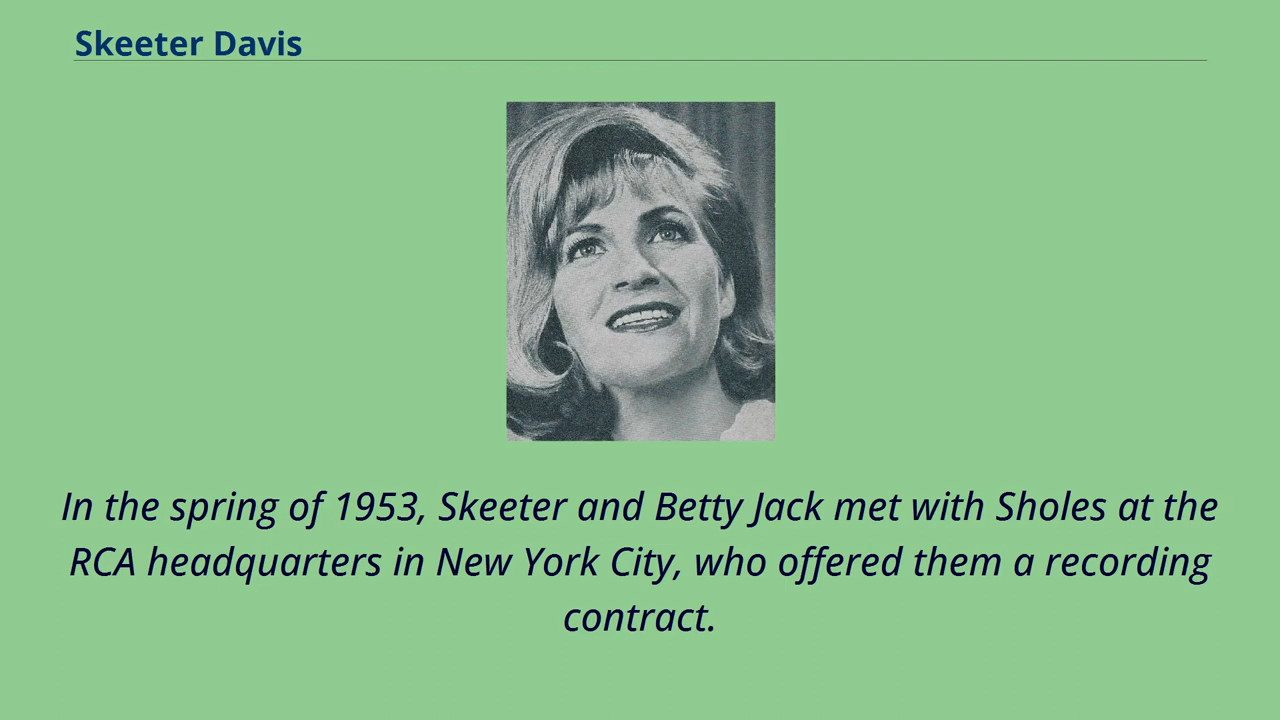 Skeeter Davis
In the spring of 1953, Skeeter and Betty Jack met with Sholes at the
RCA headquarters in New York City, who offered them a recording
contract.